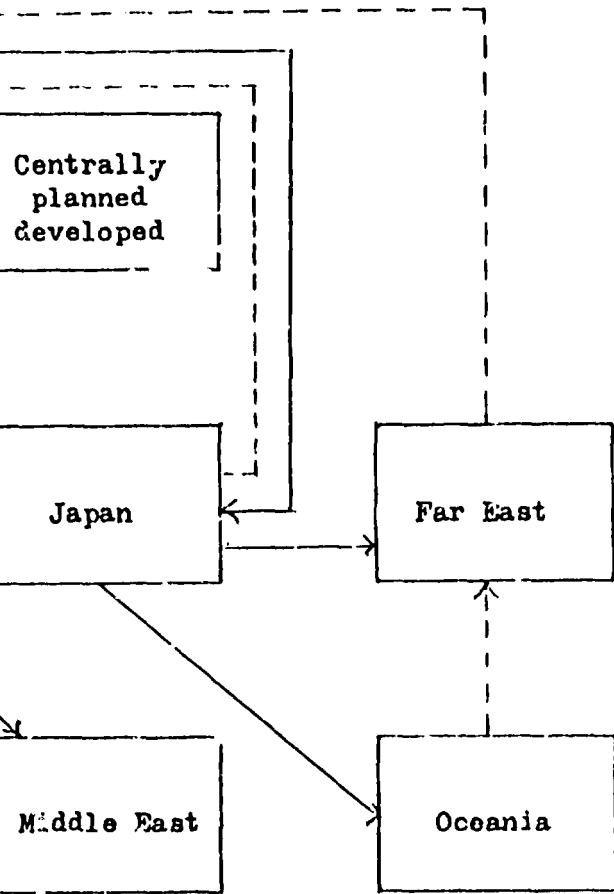 Centrally
planned
developed
Japan
Far East
Middle East
Oceania